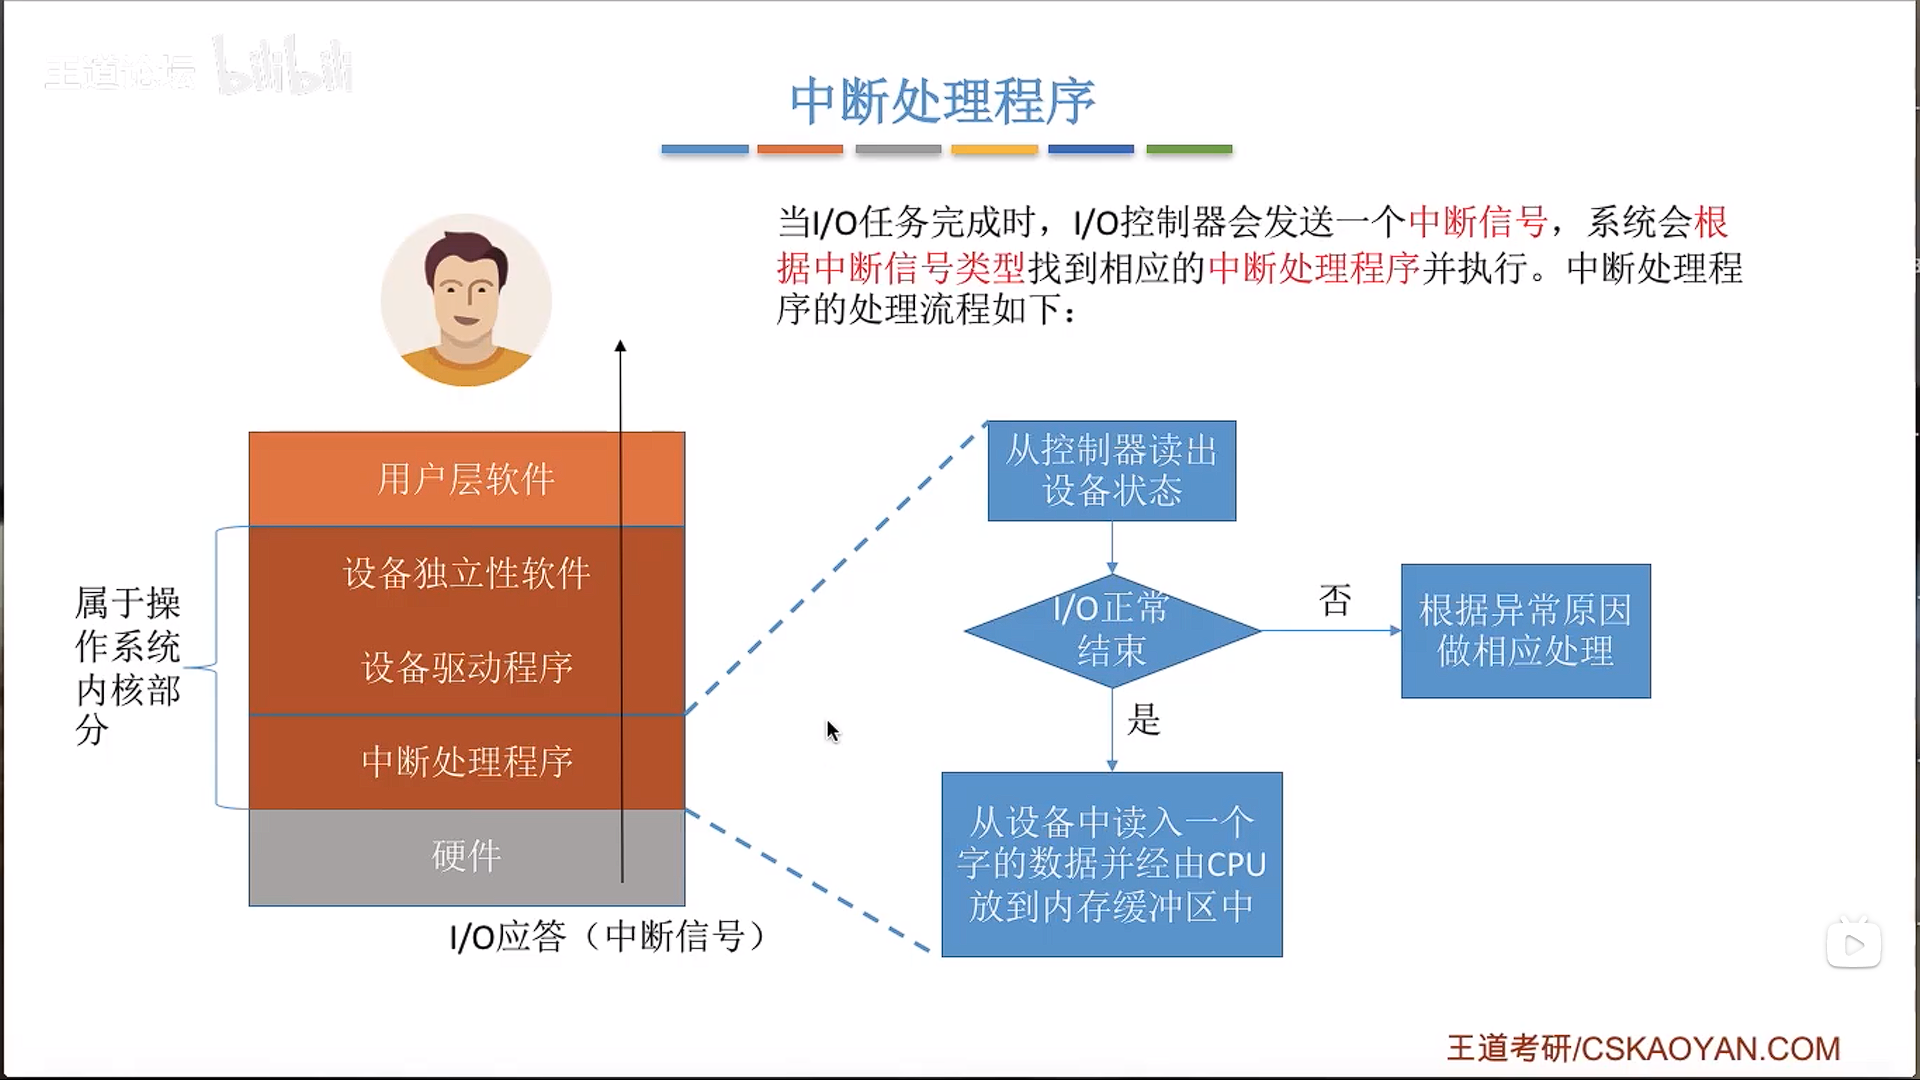 王道论坛 bilibili
中断处理程序
当I/O任务完成时，I/O控制器会发送一个中断信号，系统会根
据中断信号类型找到相应的中断处理程序并执行。中断处理程
序的处理流程如下：
用户层软件
设备独立性软件
设备驱动程序
中断处理程序
硬件
属于操
作系统
内核部
分
I/O应答（中断信号）
从控制器读出
设备状态
I/O正常
结束
否
根据异常原因
做相应处理
是
从设备中读入一个
字的数据并经由CPU
放到内存缓冲区中
王道考研/CSKAOYAN.COM